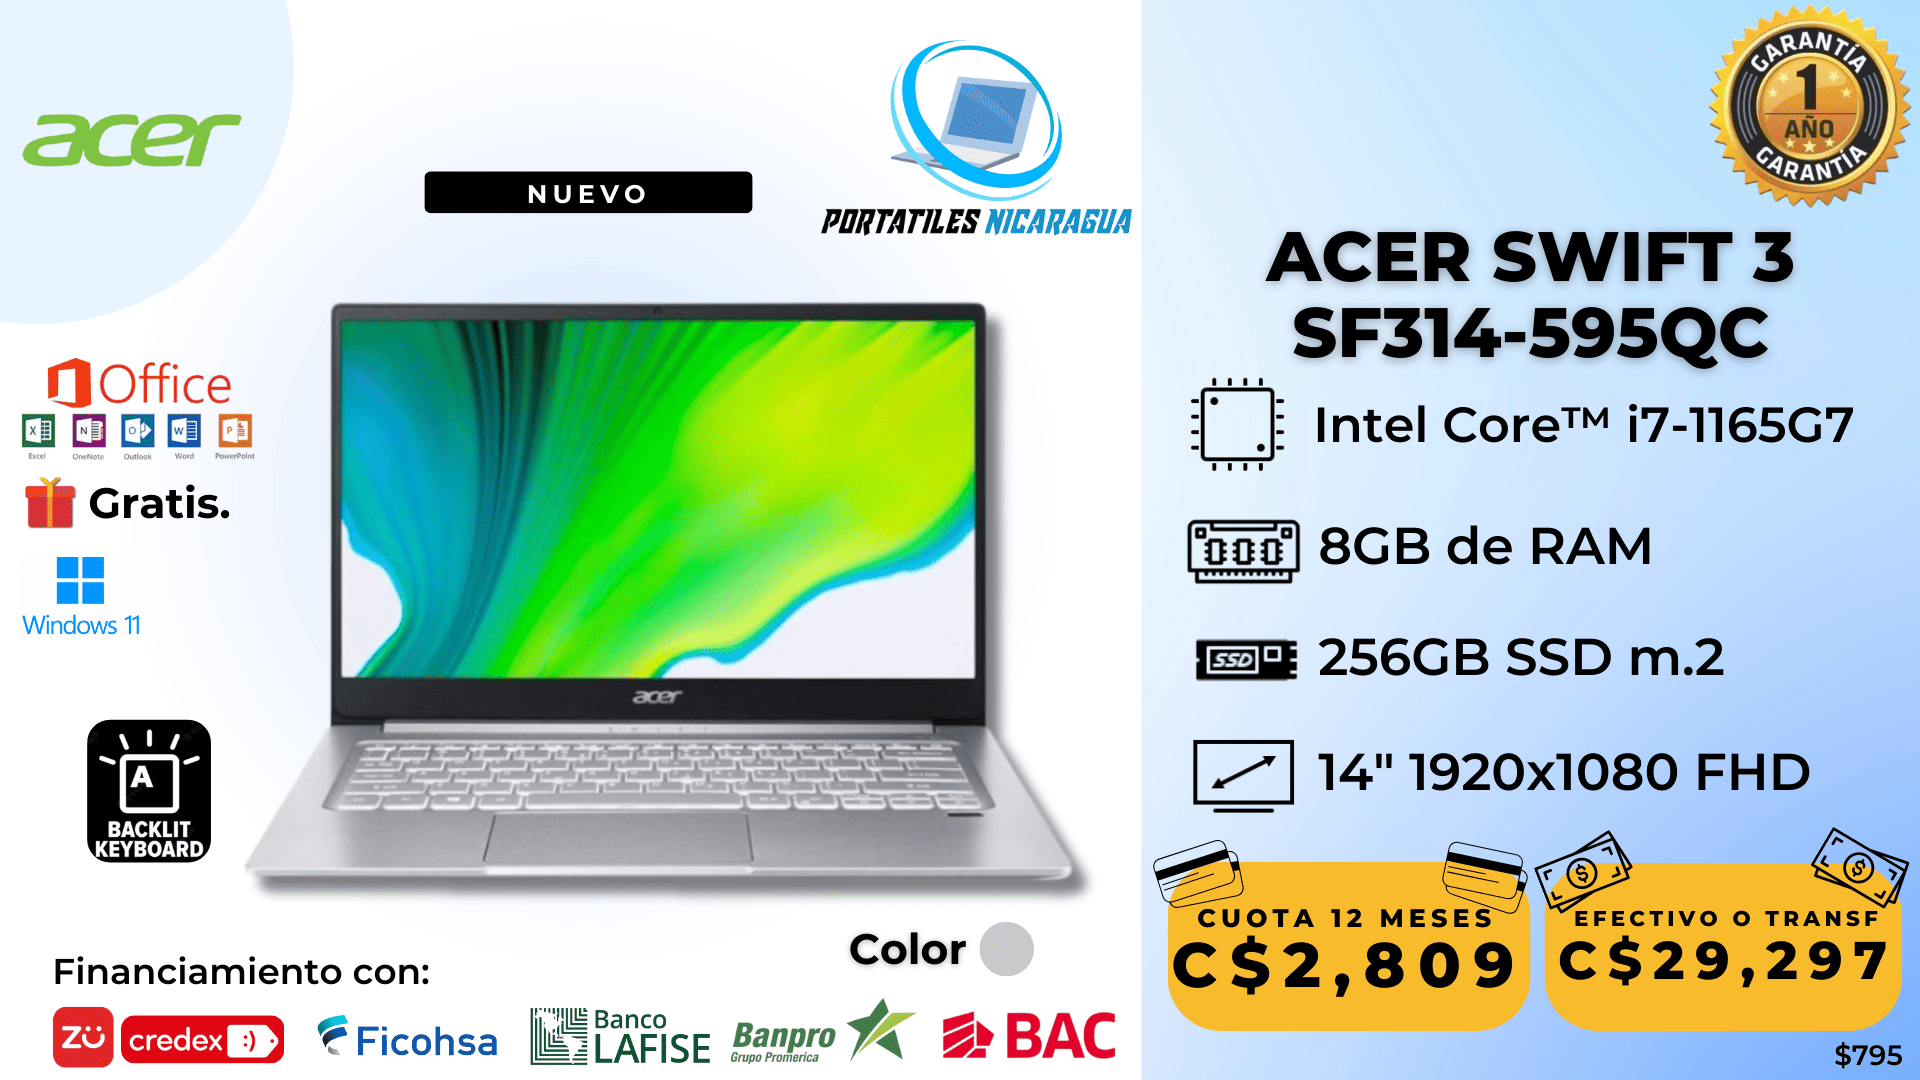 acer
NUEVO
PORTATILES NICARAGUA
Office
Excel OneNote Outlook Word PowerPoint
Gratis.
Windows 11
acer
A
BACKLIT
KEYBOARD
Color
Financiamiento con:
ZU
credex :)
Ficohsa
Banco
LAFISE
Banpro
Grupo Promerica
BAC
GARANTÍA
1
AÑO
GARANTÍA
ACER SWIFT 3
SF314-595QC
Intel Core™ i7-1165G7
8GB de RAM
SSD
256GB SSD m.2
14" 1920x1080 FHD
CUOTA 12 MESES
C$2,809
EFECTIVO O TRANSF
C$29,297
$795